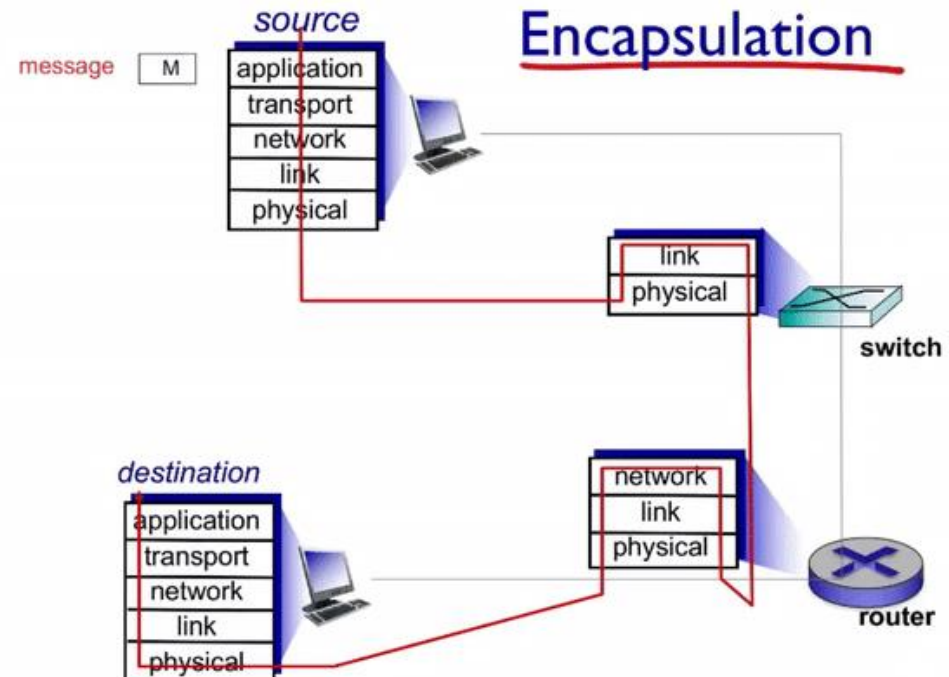 source
Encapsulation
message
M
application
transport
network
link
physical
link
physical
switch
destination
application
transport
network
link
physical
network
link
physical
router